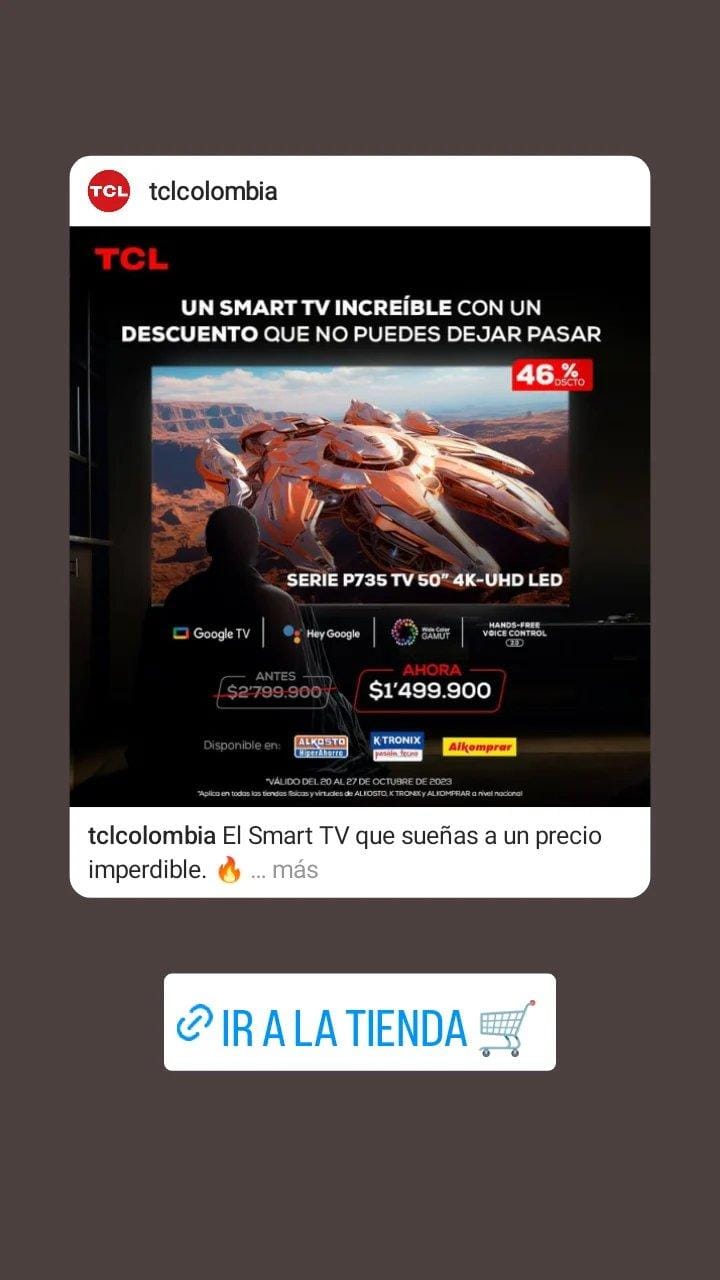 TCL
tclcolombia
TCL
UN SMART TV INCREÍBLE CON UN
DESCUENTO QUE NO PUEDES DEJAR PASAR
46%
DSCTO
SERIE P735 TV 50" 4K-UHD LED
Google TV
Hey Google
Wide Color
GAMUT
HANDS-FREE
VOICE CONTROL
2.0
ANTES
$2'799.900
AHORA
$1'499.900
Disponible en:
ALKOSTO
HiperAhorro
K·TRONIX
pasión tecno
Alkomprar
*VÁLIDO DEL 20 AL 27 DE OCTUBRE DE 2023
*Aplica en todas las tiendas físicas y virtuales de ALKOSTO, K TRONIX y ALKOMPRAR a nivel nacional
tclcolombia El Smart TV que sueñas a un precio
imperdible. 🔥 ... más
IR A LA TIENDA 🛒